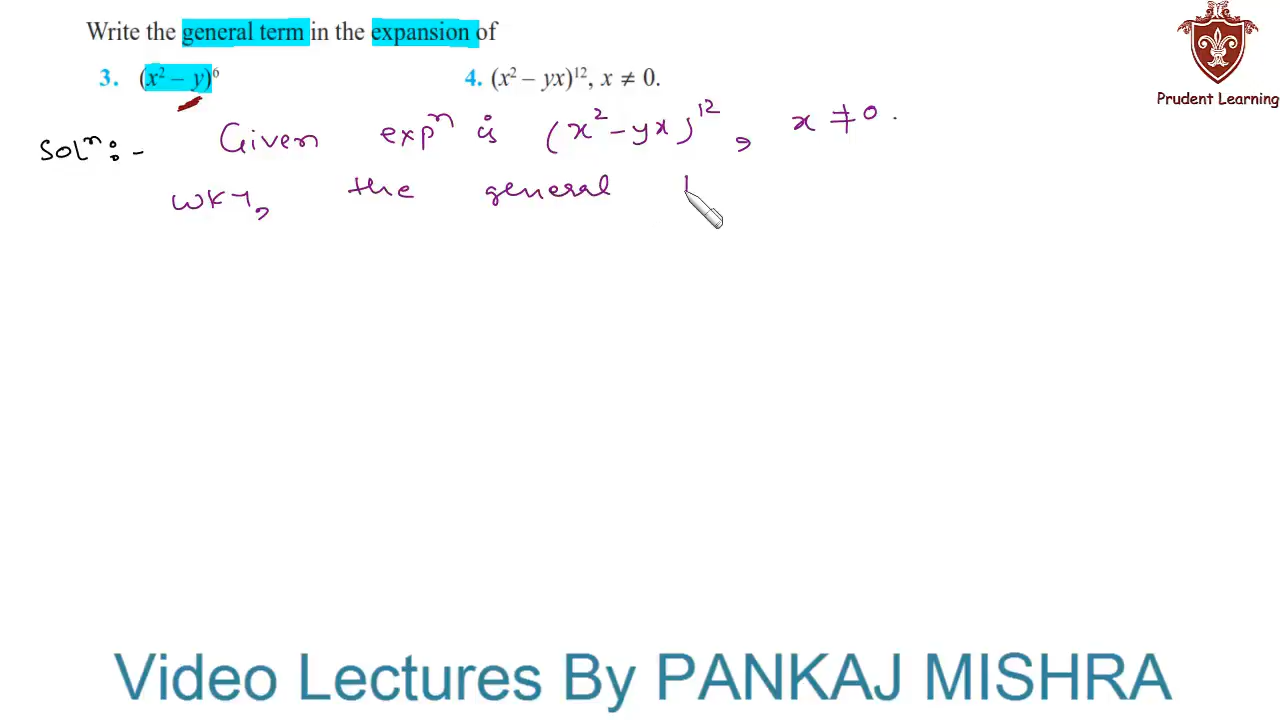 Write the general term in the expansion of
3. (x² – y)⁶ 4. (x² – yx)¹², x ≠ 0.
Prudent Learning
Solⁿ :- Given expⁿ is (x² – yx)¹², x ≠ 0.
WKT, the general
Video Lectures By PANKAJ MISHRA